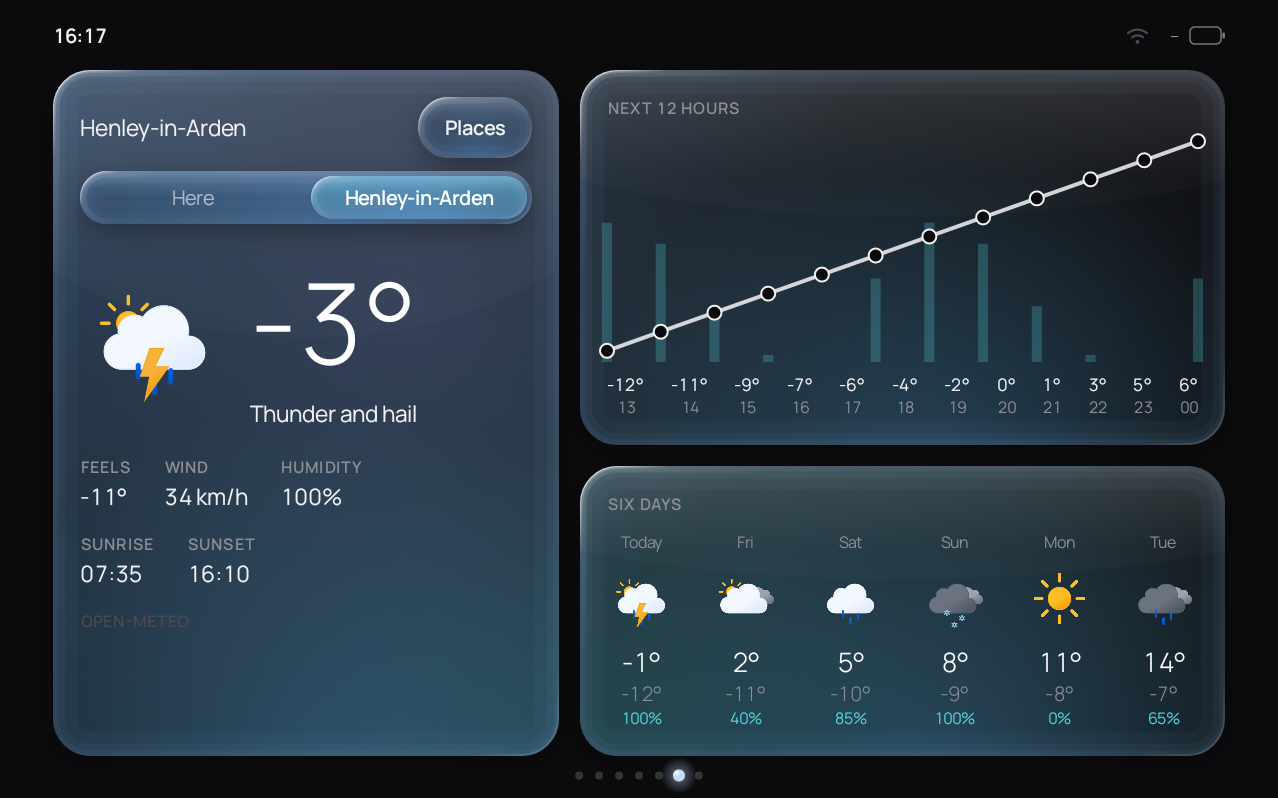 16:17
–
Henley-in-Arden
Places
Here
Henley-in-Arden
-3°
Thunder and hail
FEELS WIND HUMIDITY
-11° 34 km/h 100%
SUNRISE SUNSET
07:35 16:10
OPEN-METEO
NEXT 12 HOURS
-12° -11° -9° -7° -6° -4° -2° 0° 1° 3° 5° 6°
13 14 15 16 17 18 19 20 21 22 23 00
SIX DAYS
Today Fri Sat Sun Mon Tue
-1° 2° 5° 8° 11° 14°
-12° -11° -10° -9° -8° -7°
100% 40% 85% 100% 0% 65%